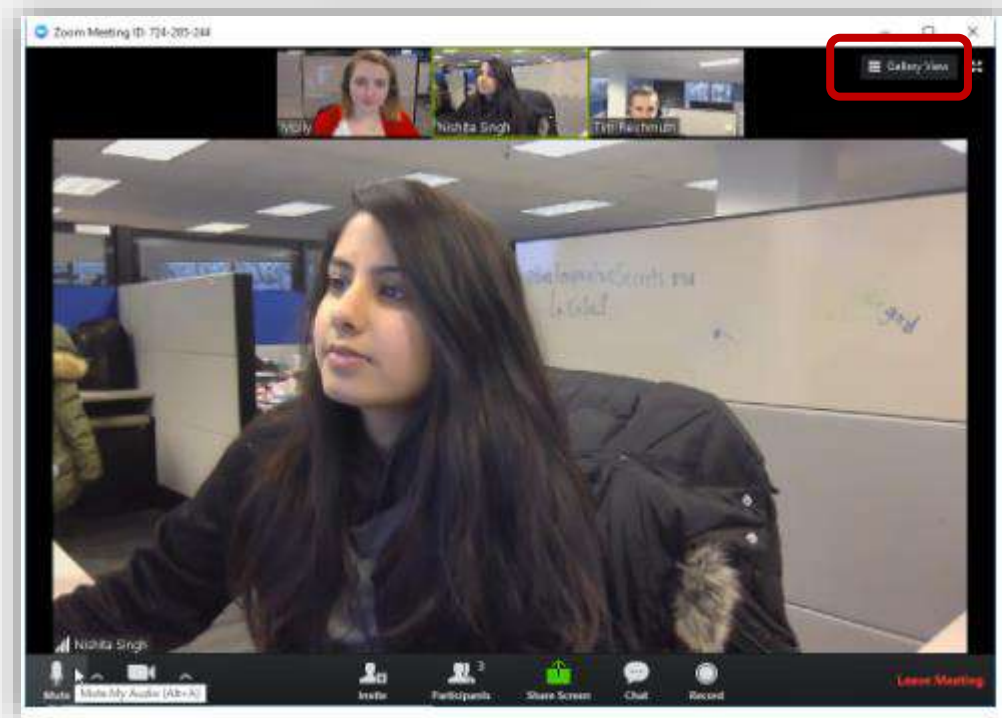 Zoom Meeting ID: 724-285-244
Gallery View
Molly
Nishita Singh
Tim Reichmuth
Nishita Singh
3
Mute
Mute My Audio (Alt+A)
Invite
Participants
Share Screen
Chat
Record
Leave Meeting